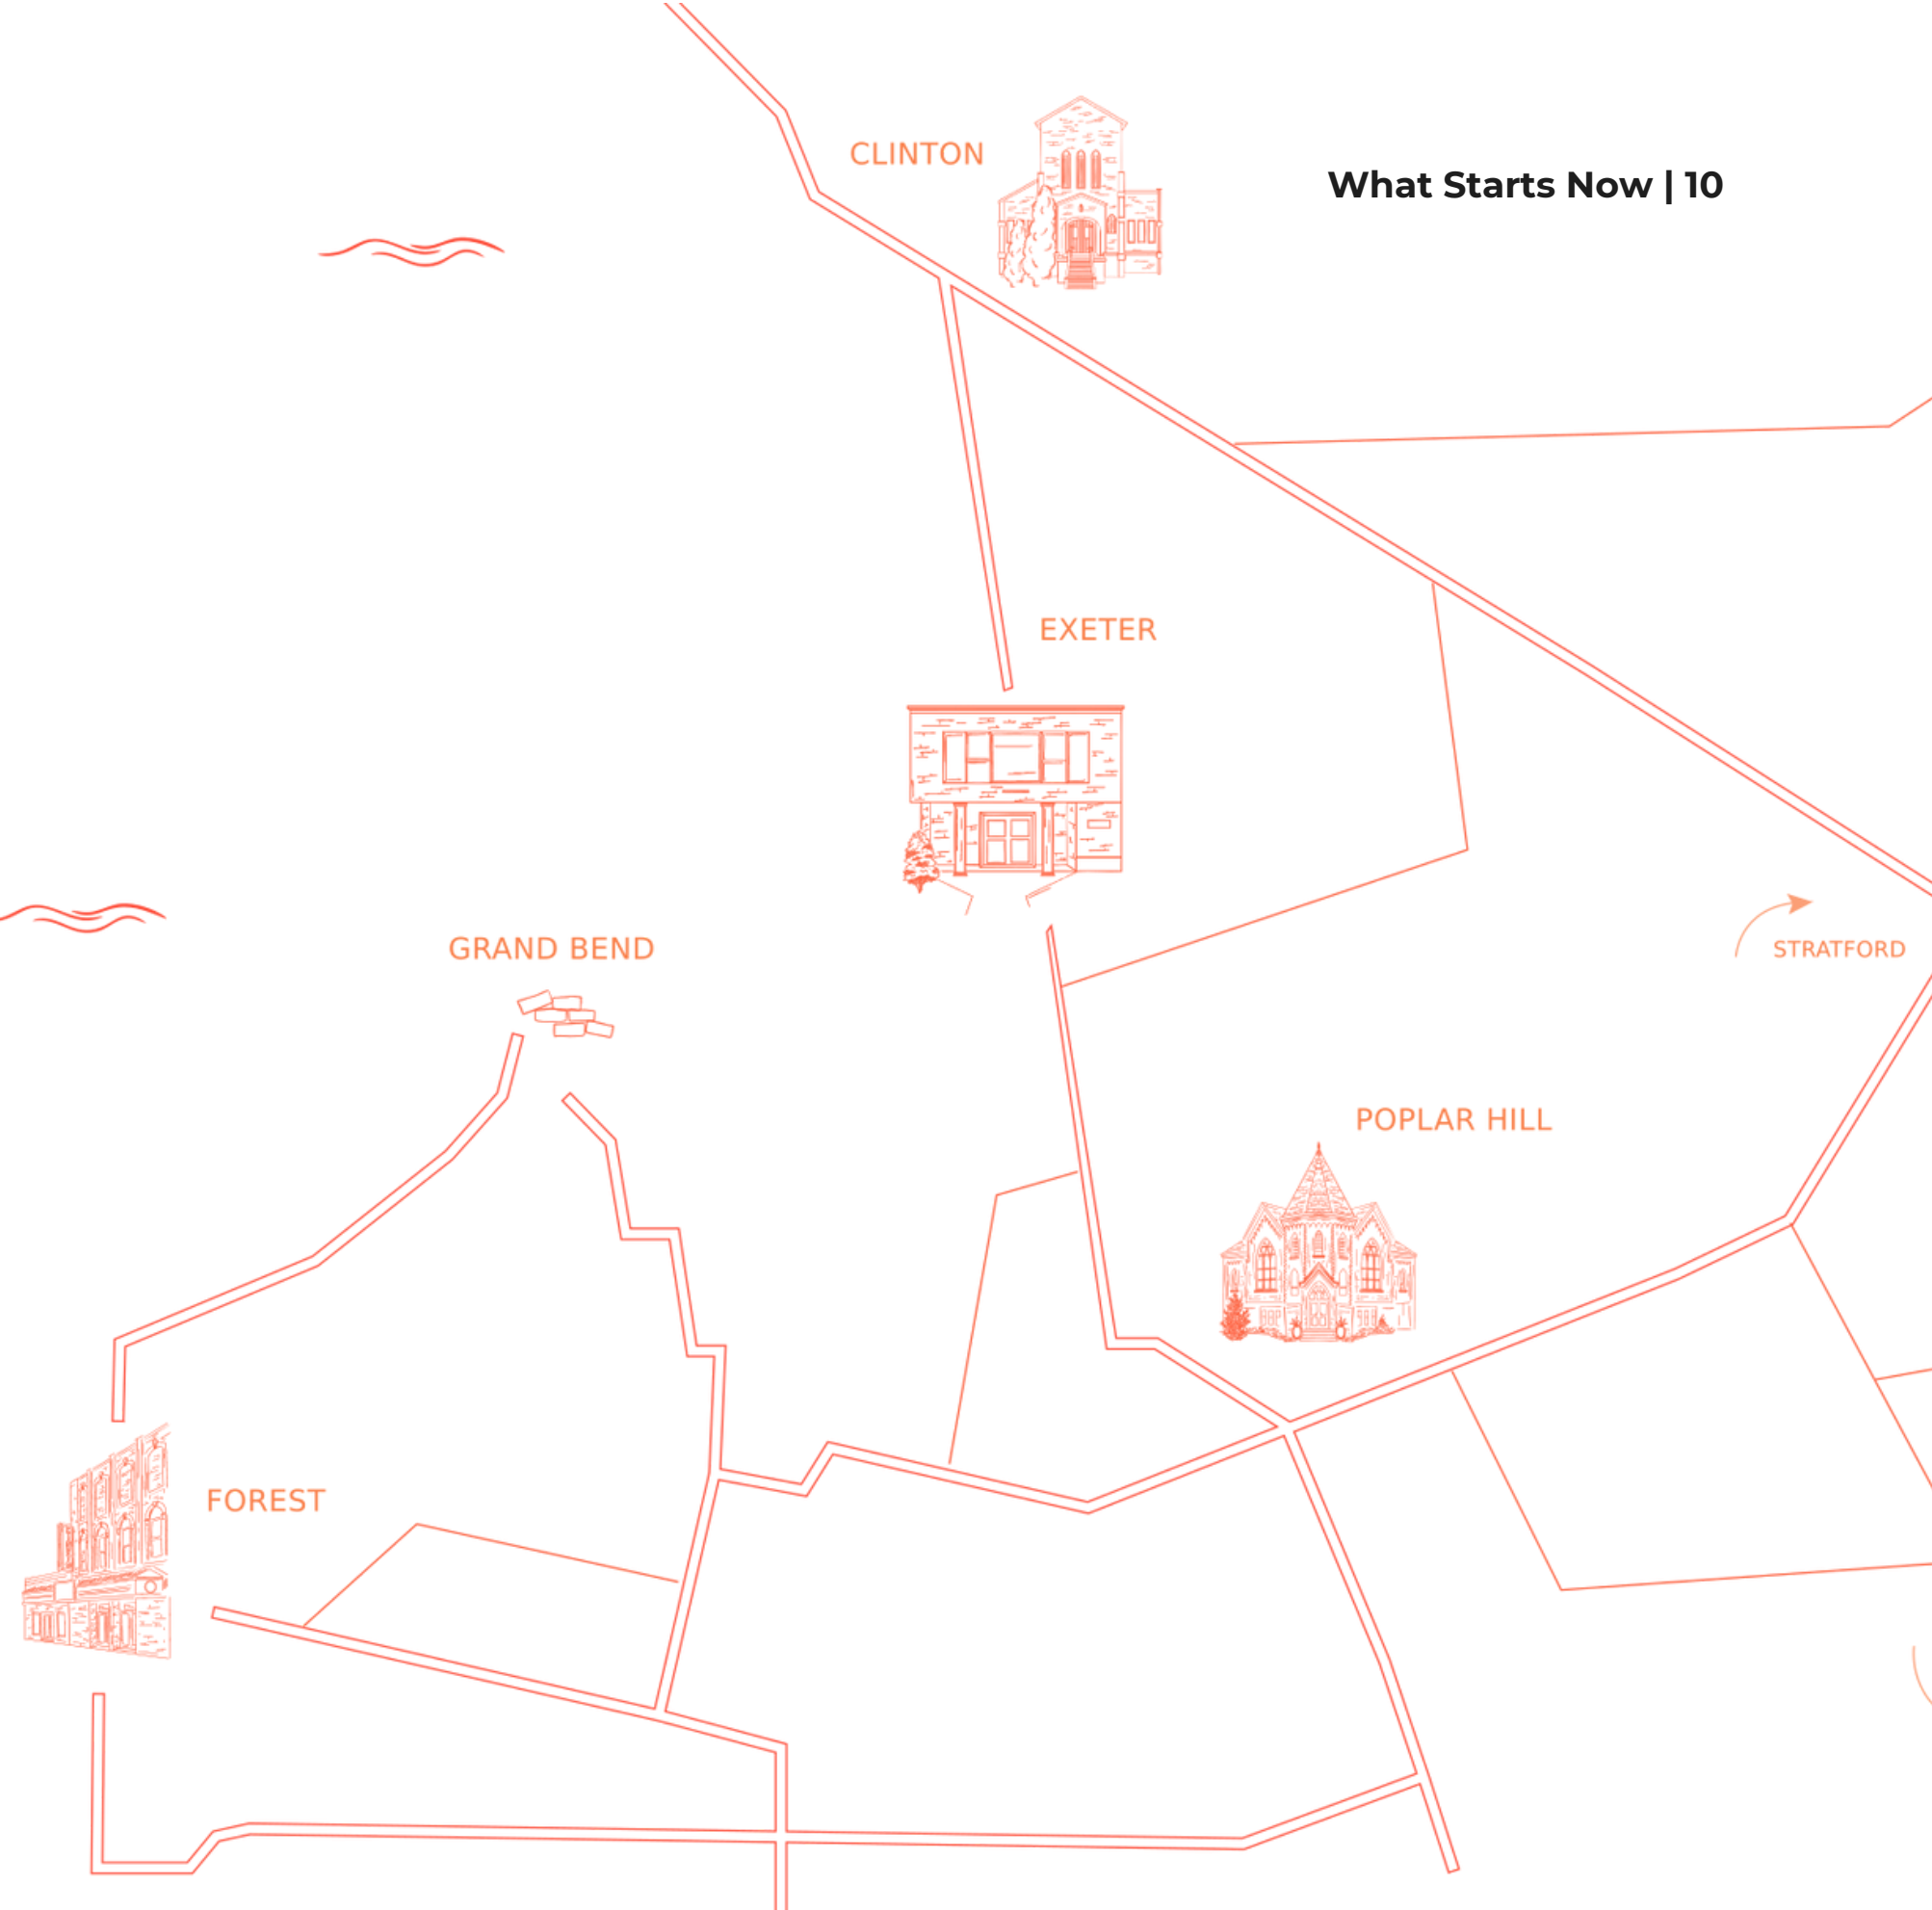 CLINTON
What Starts Now | 10
EXETER
GRAND BEND
STRATFORD
POPLAR HILL
FOREST